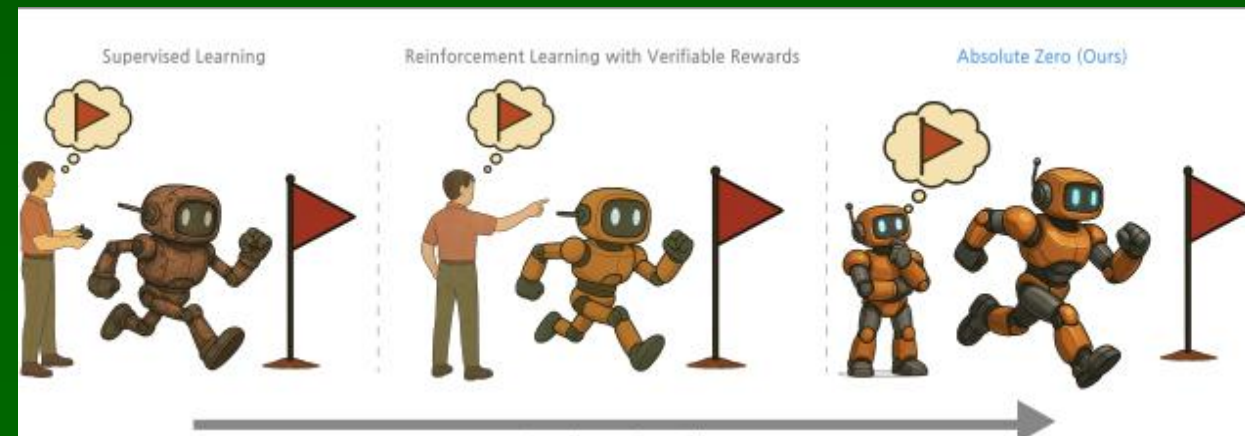 Supervised Learning
Reinforcement Learning with Verifiable Rewards
Absolute Zero (Ours)